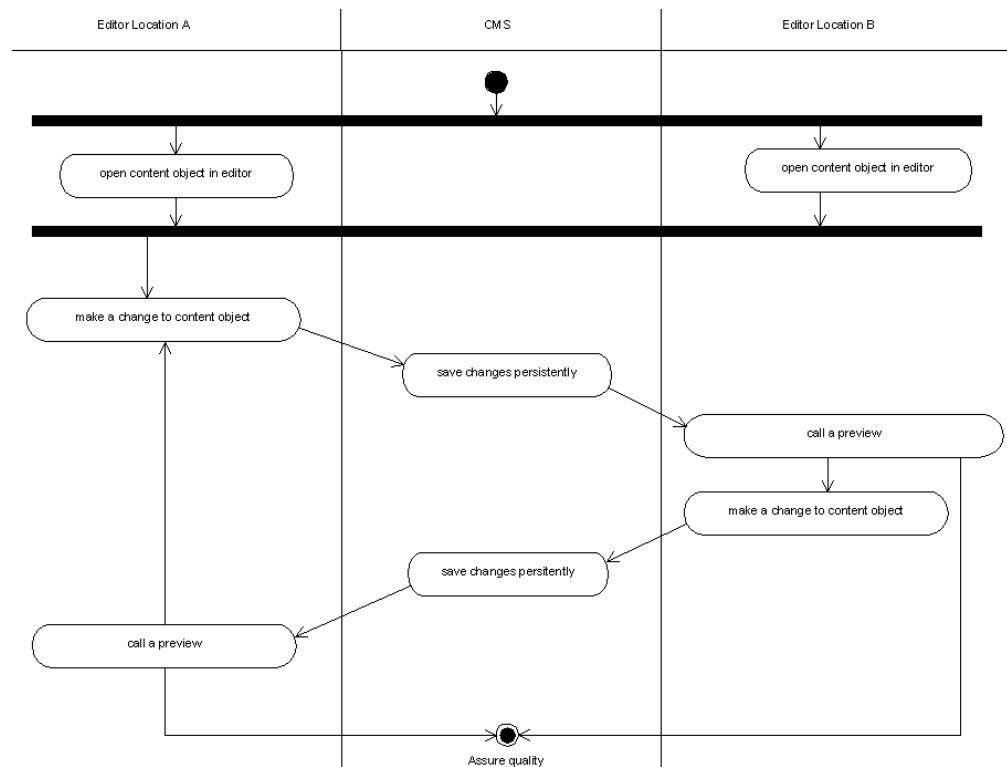 Editor Location A
CMS
Editor Location B
open content object in editor
open content object in editor
make a change to content object
save changes persistently
call a preview
make a change to content object
save changes persitently
call a preview
Assure quality